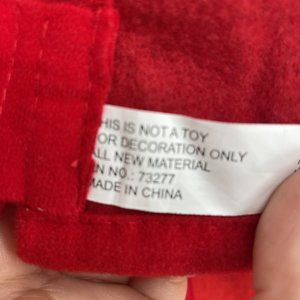 HIS IS NOT A TOY
OR DECORATION ONLY
ALL NEW MATERIAL
N NO.: 73277
MADE IN CHINA